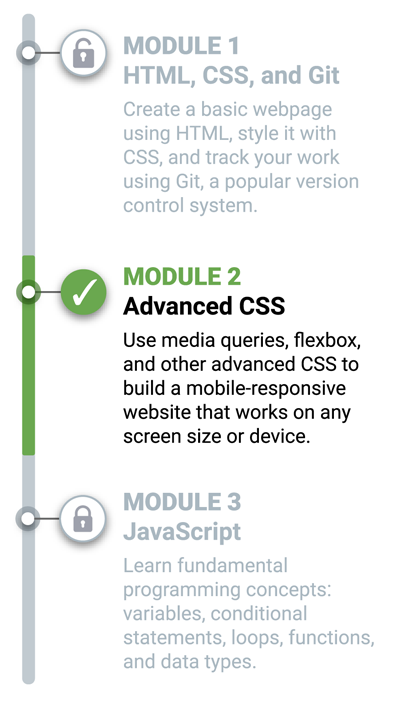 MODULE 1
HTML, CSS, and Git
Create a basic webpage
using HTML, style it with
CSS, and track your work
using Git, a popular version
control system.
MODULE 2
Advanced CSS
Use media queries, flexbox,
and other advanced CSS to
build a mobile-responsive
website that works on any
screen size or device.
MODULE 3
JavaScript
Learn fundamental
programming concepts:
variables, conditional
statements, loops, functions,
and data types.